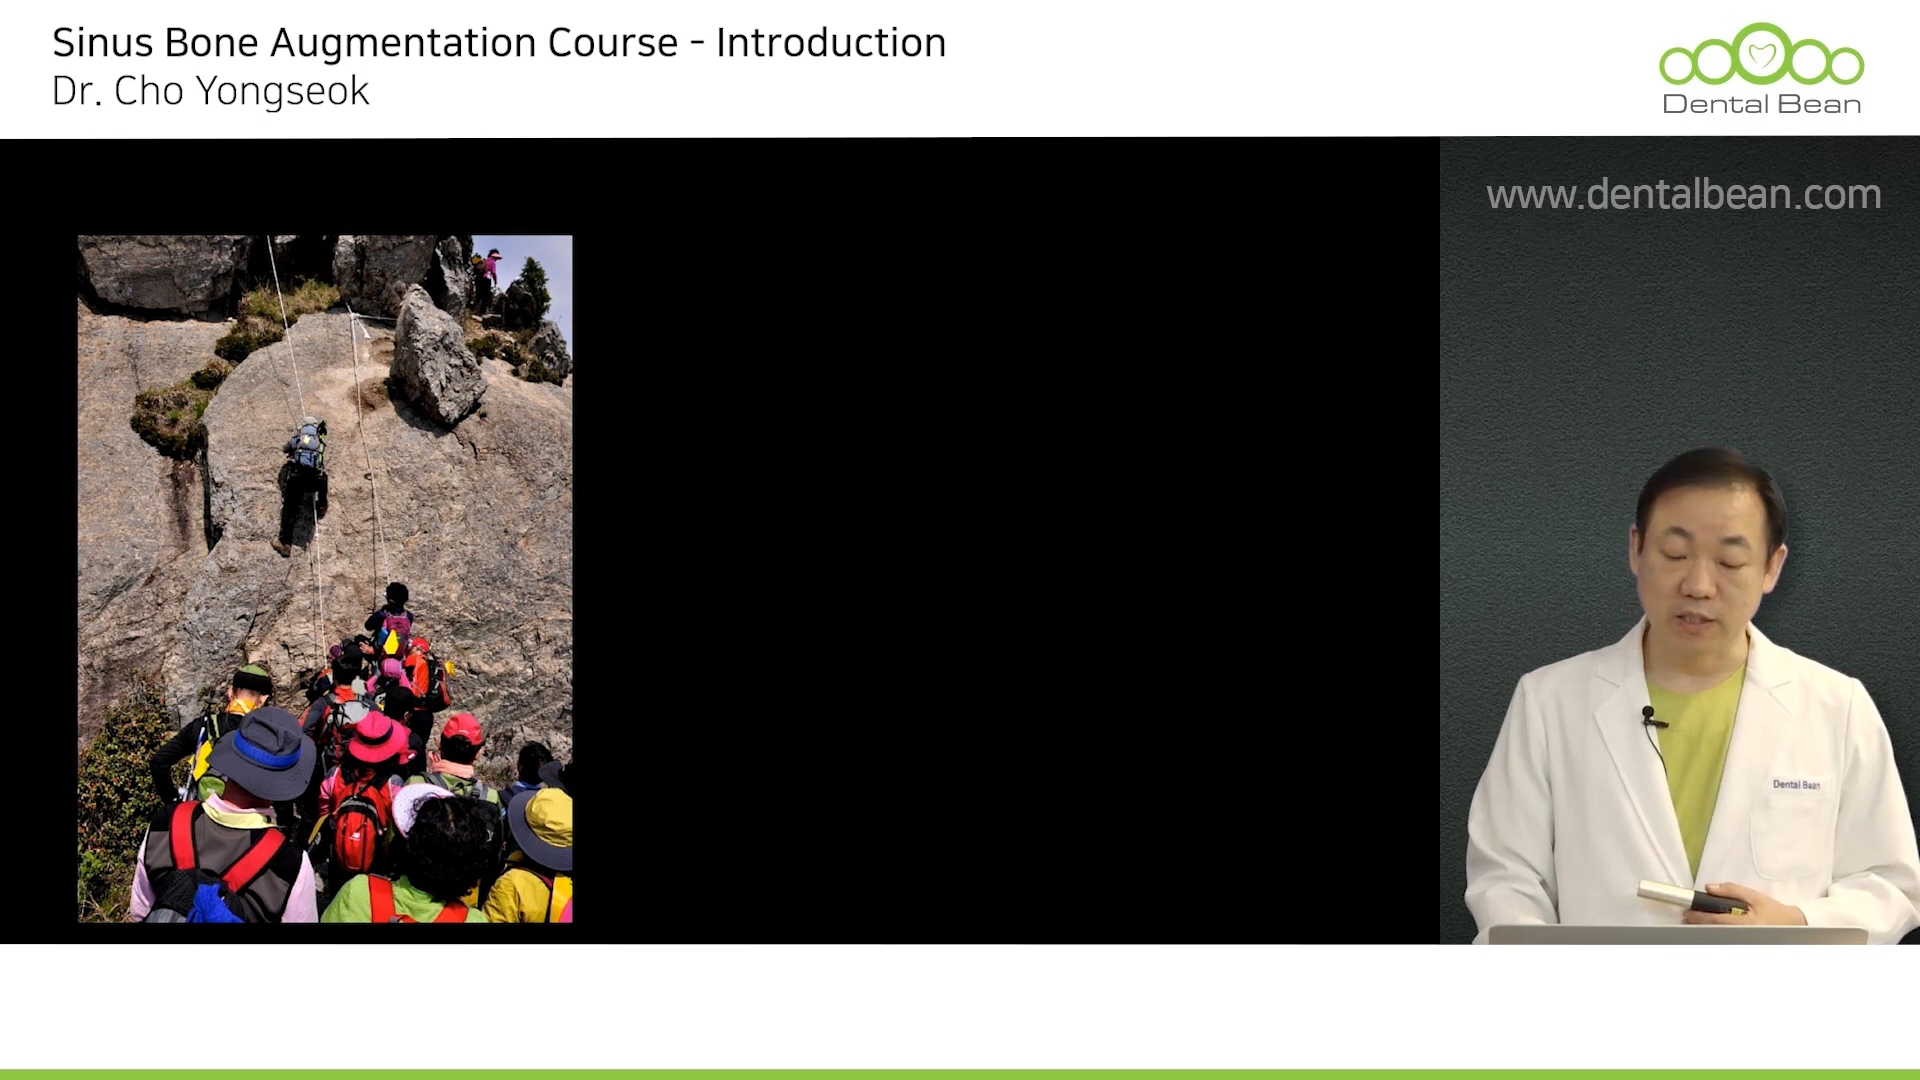 Sinus Bone Augmentation Course - Introduction
Dr. Cho Yongseok
Dental Bean
www.dentalbean.com
Dental Bean